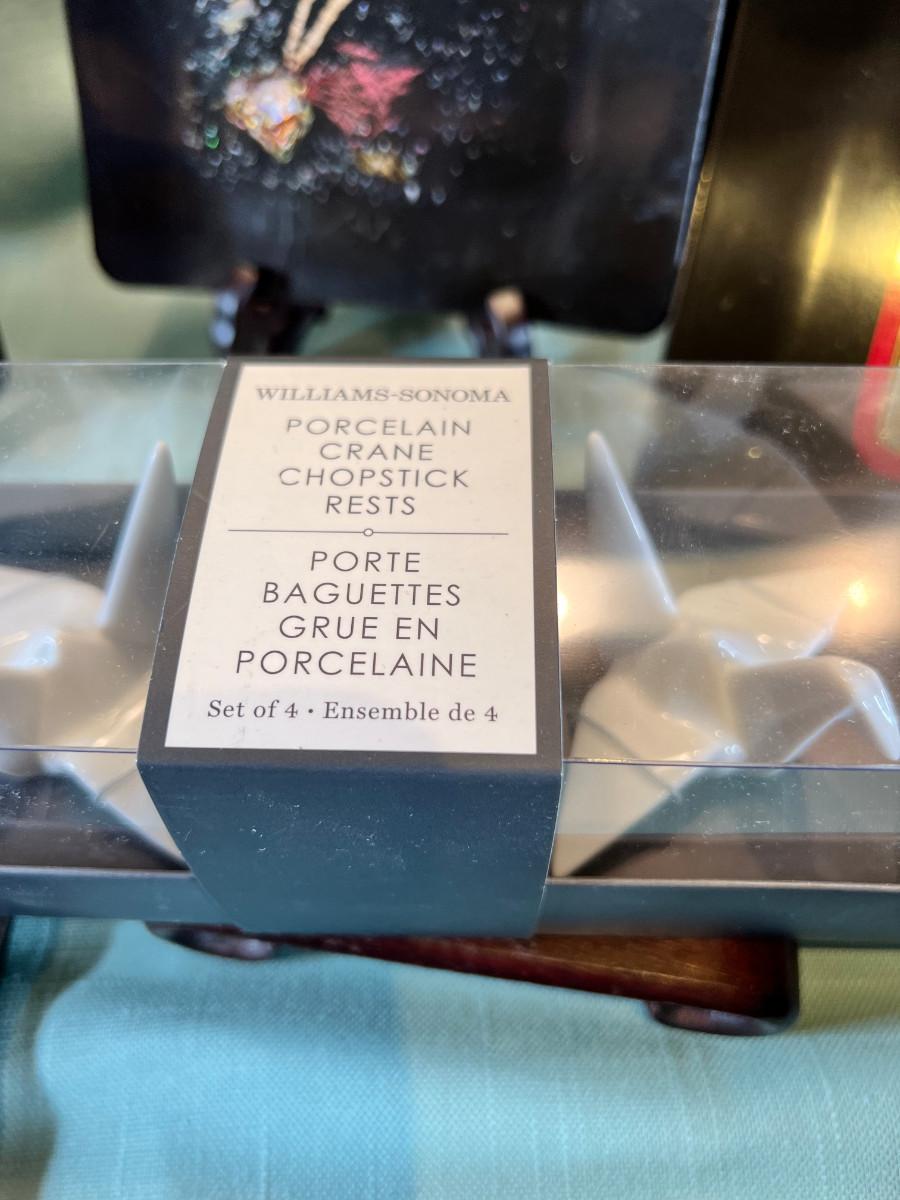 WILLIAMS-SONOMA
PORCELAIN
CRANE
CHOPSTICK
RESTS
PORTE
BAGUETTES
GRUE EN
PORCELAINE
Set of 4 • Ensemble de 4